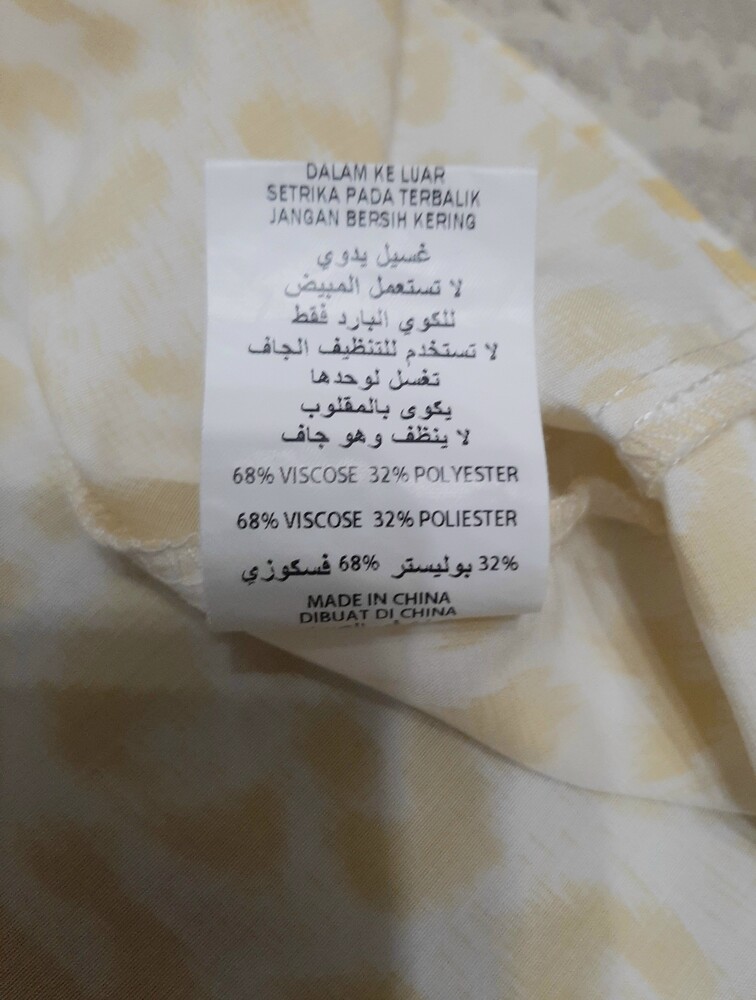 DALAM KE LUAR
SETRIKA PADA TERBALIK
JANGAN BERSIH KERING
غسيل يدوي
لا تستعمل المبيض
للكوي البارد فقط
لا تستخدم للتنظيف الجاف
تغسل لوحدها
يكوى بالمقلوب
لا ينظف وهو جاف
68% VISCOSE 32% POLYESTER
68% VISCOSE 32% POLIESTER
32% بوليستر 68% فسكوزي
MADE IN CHINA
DIBUAT DI CHINA